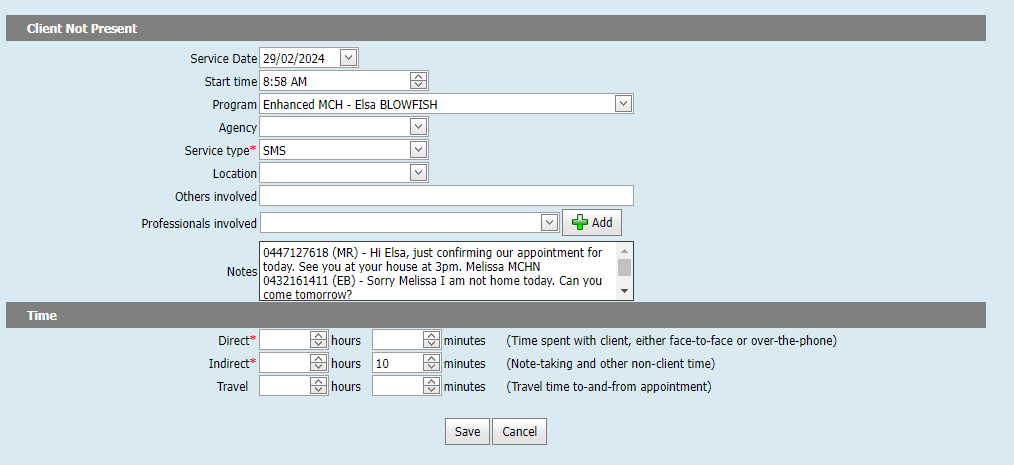 Client Not Present
Service Date 29/02/2024
Start time 8:58 AM
Program Enhanced MCH - Elsa BLOWFISH
Agency
Service type* SMS
Location
Others involved
Professionals involved Add
Notes
0447127618 (MR) - Hi Elsa, just confirming our appointment for
today. See you at your house at 3pm. Melissa MCHN
0432161411 (EB) - Sorry Melissa I am not home today. Can you
come tomorrow?
Time
Direct* hours minutes (Time spent with client, either face-to-face or over-the-phone)
Indirect* hours 10 minutes (Note-taking and other non-client time)
Travel hours minutes (Travel time to-and-from appointment)
Save Cancel